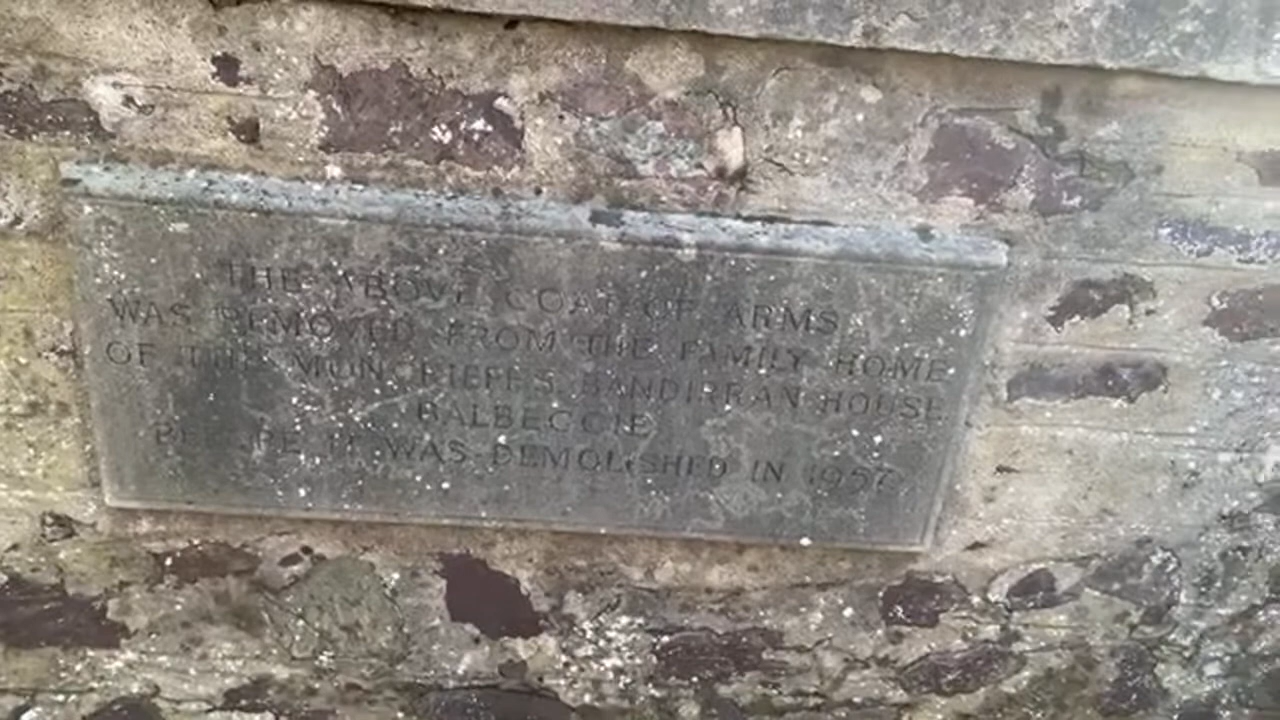 THE ABOVE COAT OF ARMS
WAS REMOVED FROM THE FAMILY HOME
OF THE MONCRIEFFS BANDIRRAN HOUSE
BALBEGGIE
BEFORE IT WAS DEMOLISHED IN